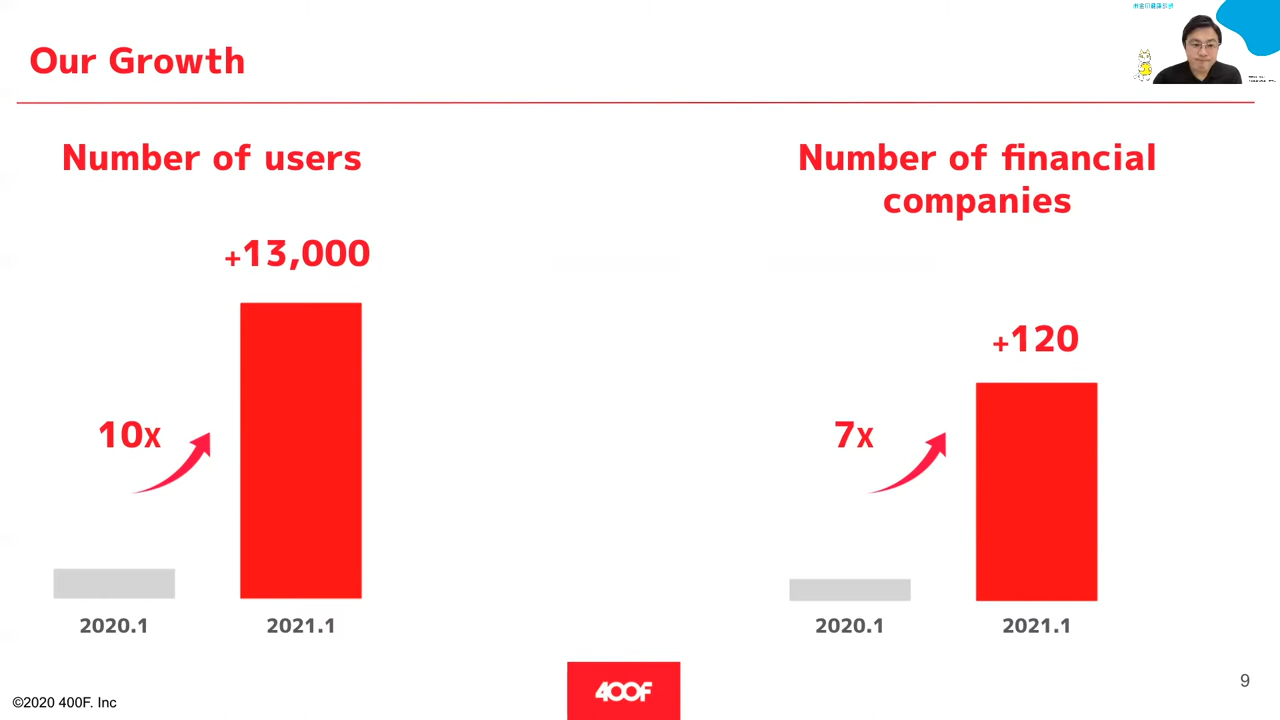 Our Growth
Number of users
Number of financial
companies
+13,000
+120
10x
7x
2020.1
2021.1
2020.1
2021.1
©2020 400F. Inc
400F
9